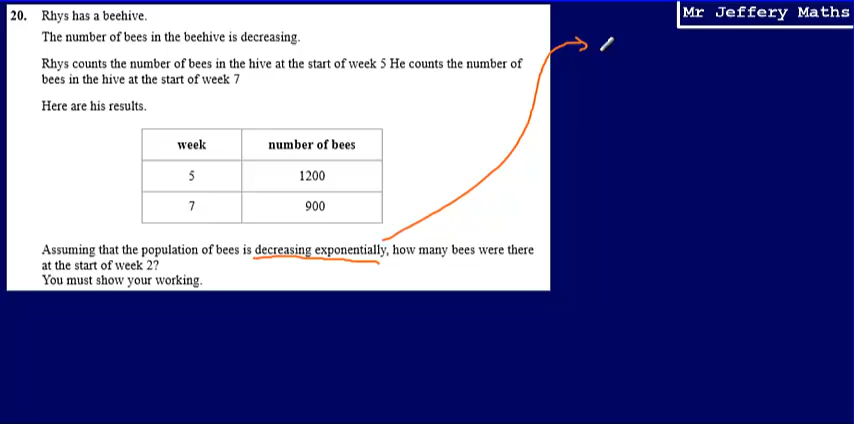 Mr Jeffery Maths
20. Rhys has a beehive.
The number of bees in the beehive is decreasing.
Rhys counts the number of bees in the hive at the start of week 5 He counts the number of
bees in the hive at the start of week 7
Here are his results.
week number of bees
5 1200
7 900
Assuming that the population of bees is decreasing exponentially, how many bees were there
at the start of week 2?
You must show your working.